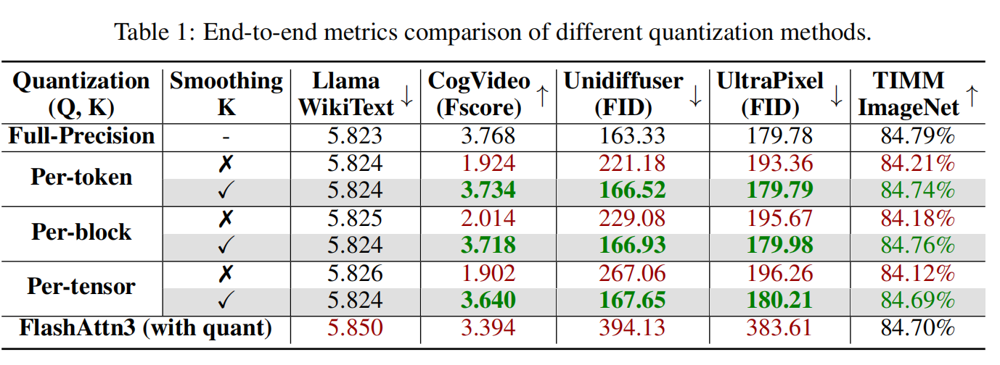 Table 1: End-to-end metrics comparison of different quantization methods.
Quantization (Q, K) Smoothing K Llama WikiText ↓ CogVideo (Fscore) ↑ Unidiffuser (FID) ↓ UltraPixel (FID) ↓ TIMM ImageNet ↑
Full-Precision - 5.823 3.768 163.33 179.78 84.79%
Per-token ✗ 5.824 1.924 221.18 193.36 84.21%
✓ 5.824 3.734 166.52 179.79 84.74%
Per-block ✗ 5.825 2.014 229.08 195.67 84.18%
✓ 5.824 3.718 166.93 179.98 84.76%
Per-tensor ✗ 5.826 1.902 267.06 196.26 84.12%
✓ 5.824 3.640 167.65 180.21 84.69%
FlashAttn3 (with quant) 5.850 3.394 394.13 383.61 84.70%